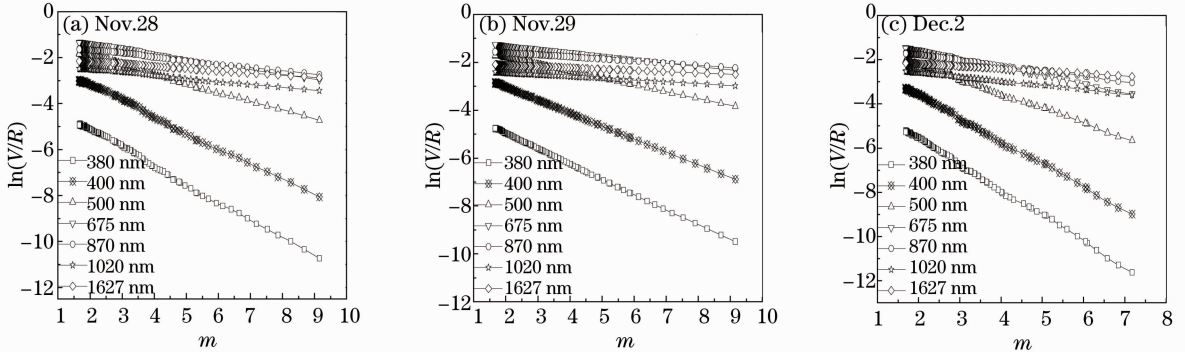 (a) Nov.28
ln(V/R)
0
−2
−4
−6
−8
−10
−12
380 nm
400 nm
500 nm
675 nm
870 nm
1020 nm
1627 nm
1 2 3 4 5 6 7 8 9 10
m
(b) Nov.29
ln(V/R)
0
−2
−4
−6
−8
−10
−12
380 nm
400 nm
500 nm
675 nm
870 nm
1020 nm
1627 nm
1 2 3 4 5 6 7 8 9 10
m
(c) Dec.2
ln(V/R)
0
−2
−4
−6
−8
−10
−12
380 nm
400 nm
500 nm
675 nm
870 nm
1020 nm
1627 nm
1 2 3 4 5 6 7 8
m